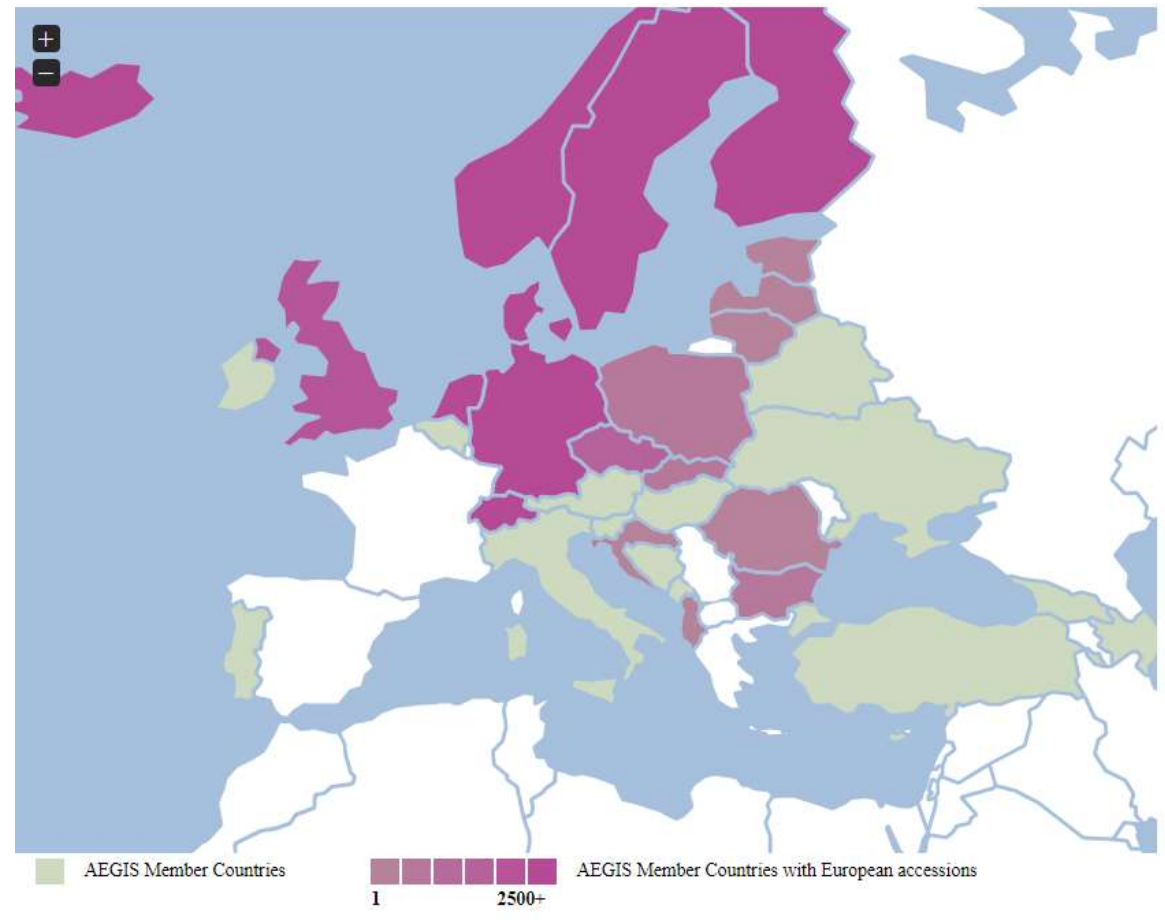 +
−
AEGIS Member Countries
AEGIS Member Countries with European accessions
1
2500+